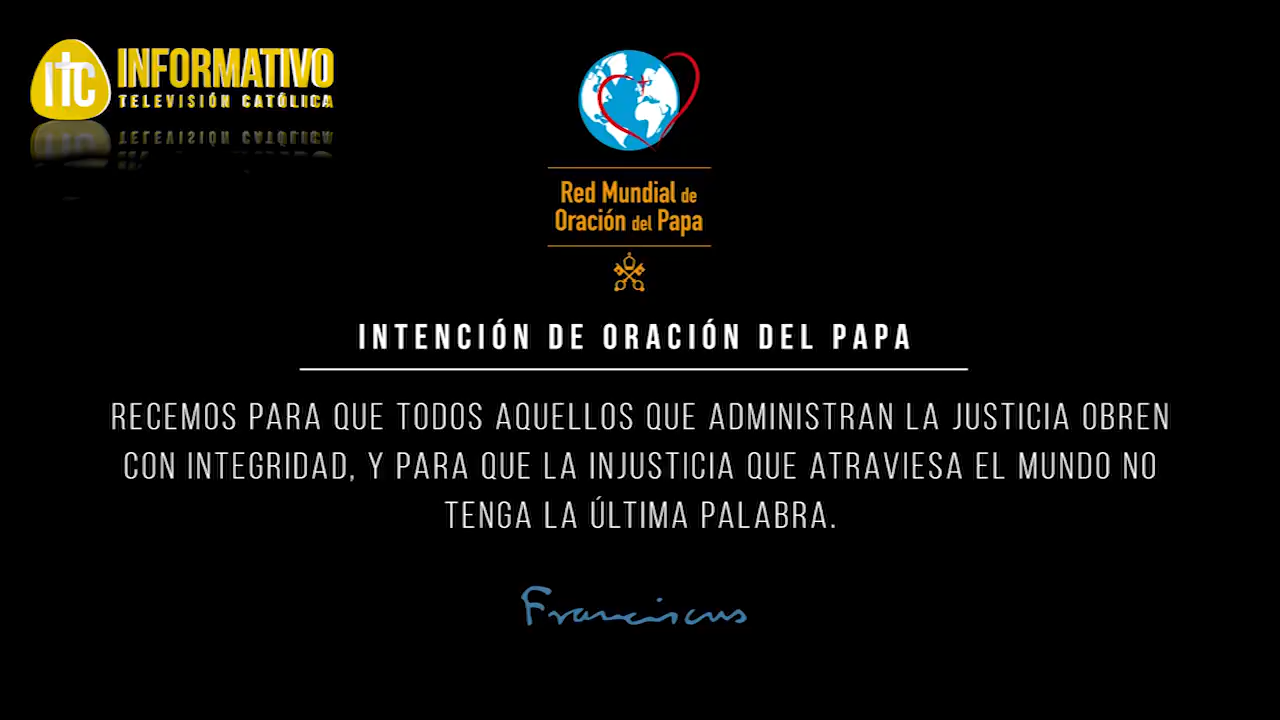 ITC INFORMATIVO
TELEVISIÓN CATÓLICA
Red Mundial de
Oración del Papa
INTENCIÓN DE ORACIÓN DEL PAPA
RECEMOS PARA QUE TODOS AQUELLOS QUE ADMINISTRAN LA JUSTICIA OBREN
CON INTEGRIDAD, Y PARA QUE LA INJUSTICIA QUE ATRAVIESA EL MUNDO NO
TENGA LA ÚLTIMA PALABRA.
Franciscus